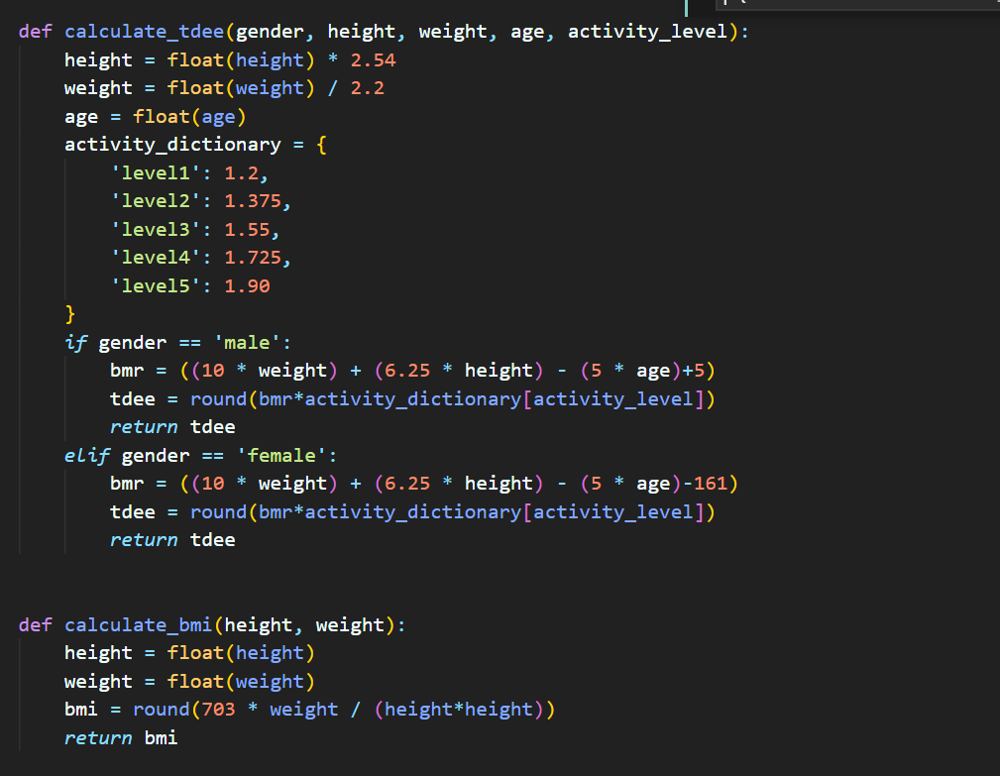 def calculate_tdee(gender, height, weight, age, activity_level):
    height = float(height) * 2.54
    weight = float(weight) / 2.2
    age = float(age)
    activity_dictionary = {
        'level1': 1.2,
        'level2': 1.375,
        'level3': 1.55,
        'level4': 1.725,
        'level5': 1.90
    }
    if gender == 'male':
        bmr = ((10 * weight) + (6.25 * height) - (5 * age)+5)
        tdee = round(bmr*activity_dictionary[activity_level])
        return tdee
    elif gender == 'female':
        bmr = ((10 * weight) + (6.25 * height) - (5 * age)-161)
        tdee = round(bmr*activity_dictionary[activity_level])
        return tdee
def calculate_bmi(height, weight):
    height = float(height)
    weight = float(weight)
    bmi = round(703 * weight / (height*height))
    return bmi